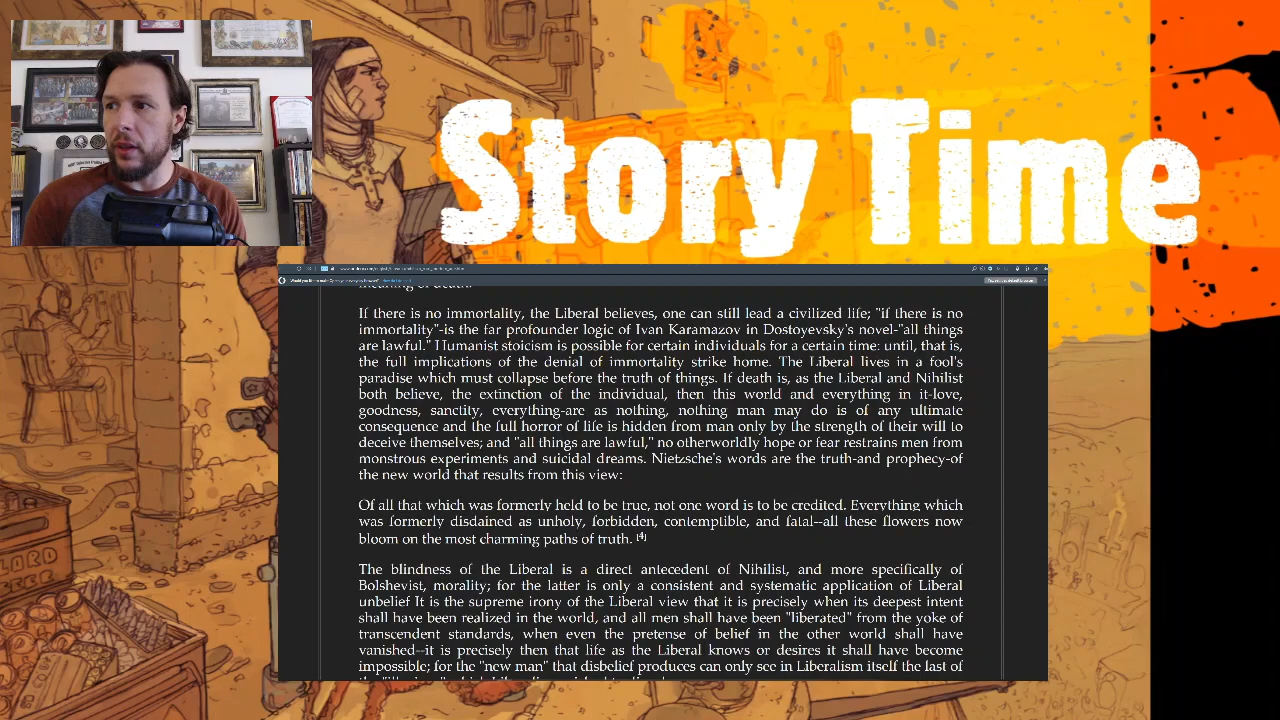 Story Time
If there is no immortality, the Liberal believes, one can still lead a civilized life; "if there is no
immortality"-is the far profounder logic of Ivan Karamazov in Dostoyevsky's novel-"all things
are lawful." Humanist stoicism is possible for certain individuals for a certain time: until, that is,
the full implications of the denial of immortality strike home. The Liberal lives in a fool's
paradise which must collapse before the truth of things. If death is, as the Liberal and Nihilist
both believe, the extinction of the individual, then this world and everything in it-love,
goodness, sanctity, everything-are as nothing, nothing man may do is of any ultimate
consequence and the full horror of life is hidden from man only by the strength of their will to
deceive themselves; and "all things are lawful," no otherworldly hope or fear restrains men from
monstrous experiments and suicidal dreams. Nietzsche's words are the truth-and prophecy-of
the new world that results from this view:
Of all that which was formerly held to be true, not one word is to be credited. Everything which
was formerly disdained as unholy, forbidden, contemptible, and fatal--all these flowers now
bloom on the most charming paths of truth. [4]
The blindness of the Liberal is a direct antecedent of Nihilist, and more specifically of
Bolshevist, morality; for the latter is only a consistent and systematic application of Liberal
unbelief It is the supreme irony of the Liberal view that it is precisely when its deepest intent
shall have been realized in the world, and all men shall have been "liberated" from the yoke of
transcendent standards, when even the pretense of belief in the other world shall have
vanished--it is precisely then that life as the Liberal knows or desires it shall have become
impossible; for the "new man" that disbelief produces can only see in Liberalism itself the last of